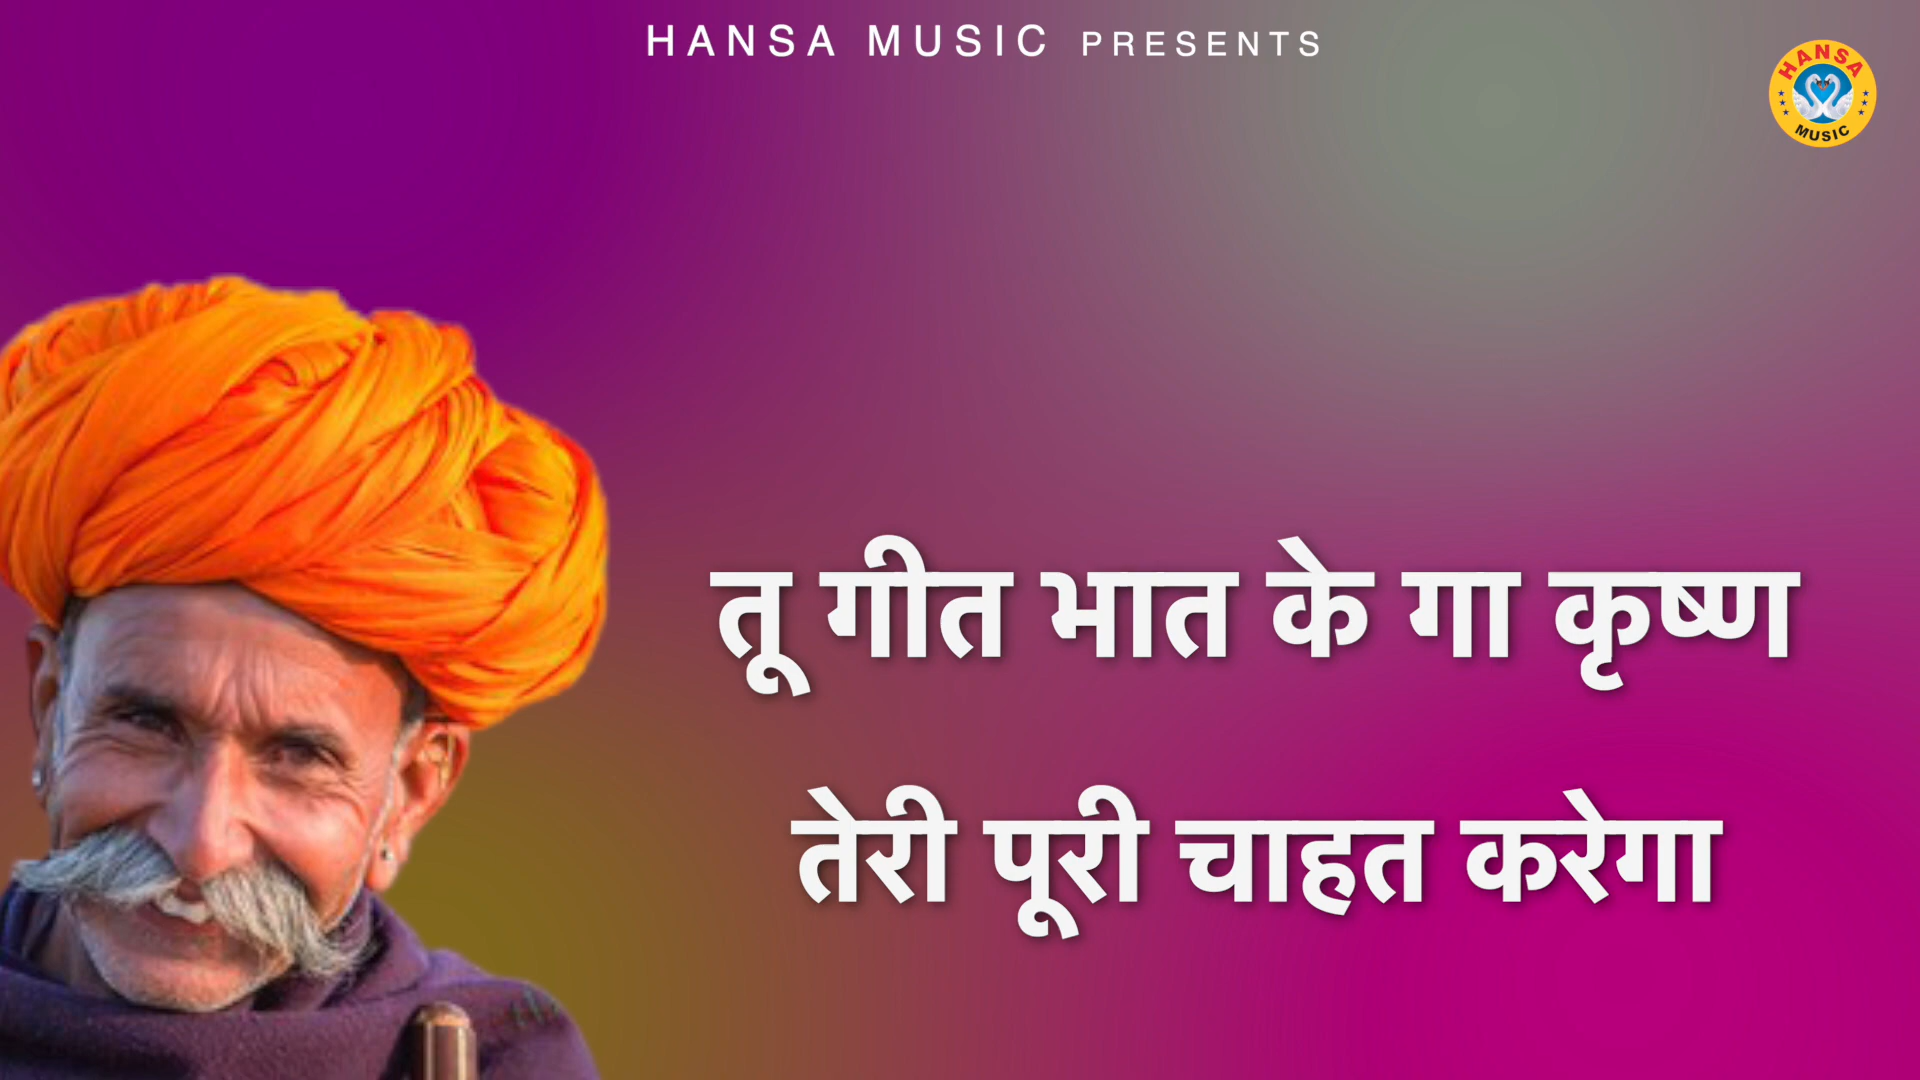 HANSA MUSIC PRESENTS
HANSA
MUSIC
तू गीत भात के गा कृष्ण
तेरी पूरी चाहत करेगा